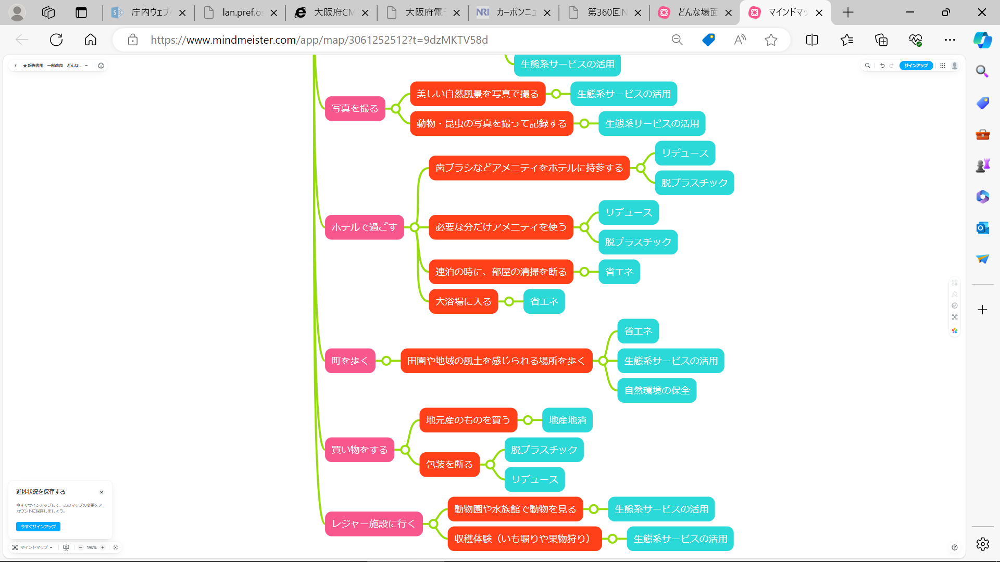 庁内ウェブ
lan.pref.os
大阪府CM
大阪府電子
NRI カーボンニュ
第360回N
どんな場面
マインドマッ
https://www.mindmeister.com/app/map/3061252512?t=9dzMKTV58d
★報告書用 一部改良 どんな...
サインアップ
生態系サービスの活用
写真を撮る
美しい自然風景を写真で撮る
生態系サービスの活用
動物・昆虫の写真を撮って記録する
生態系サービスの活用
ホテルで過ごす
歯ブラシなどアメニティをホテルに持参する
リデュース
脱プラスチック
必要な分だけアメニティを使う
リデュース
脱プラスチック
連泊の時に、部屋の清掃を断る
省エネ
大浴場に入る
省エネ
町を歩く
田園や地域の風土を感じられる場所を歩く
省エネ
生態系サービスの活用
自然環境の保全
買い物をする
地元産のものを買う
地産地消
包装を断る
脱プラスチック
リデュース
レジャー施設に行く
動物園や水族館で動物を見る
生態系サービスの活用
収穫体験（いも堀りや果物狩り）
生態系サービスの活用
進捗状況を保存する
今すぐサインアップして、このマップの変更をア
カウントに保存しましょう。
今すぐサインアップ
マインドマップ
190%